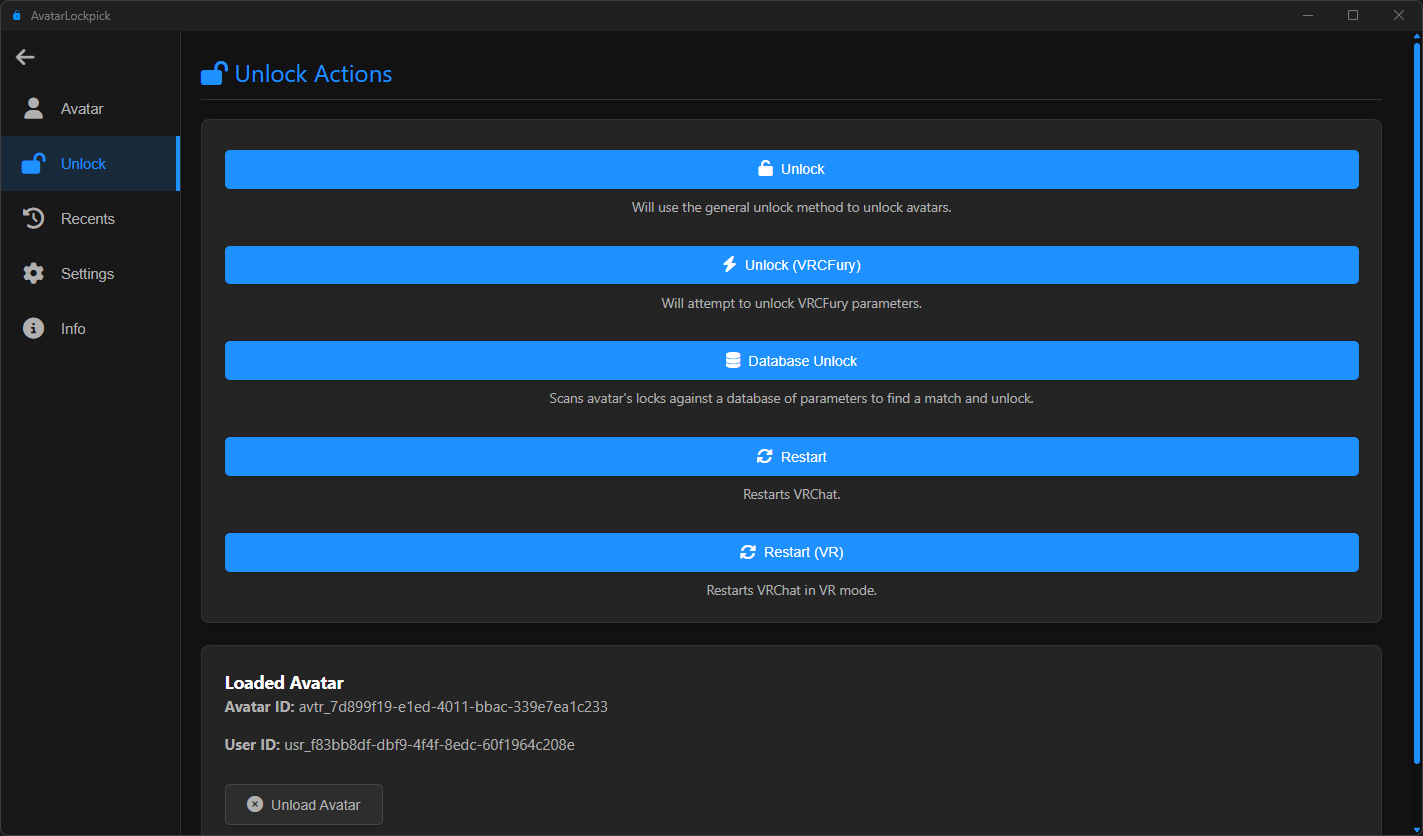 AvatarLockpick
Avatar
Unlock
Recents
Settings
Info
Unlock Actions
Unlock
Will use the general unlock method to unlock avatars.
Unlock (VRCFury)
Will attempt to unlock VRCFury parameters.
Database Unlock
Scans avatar's locks against a database of parameters to find a match and unlock.
Restart
Restarts VRChat.
Restart (VR)
Restarts VRChat in VR mode.
Loaded Avatar
Avatar ID: avtr_7d899f19-e1ed-4011-bbac-339e7ea1c233
User ID: usr_f83bb8df-dbf9-4f4f-8edc-60f1964c208e
Unload Avatar